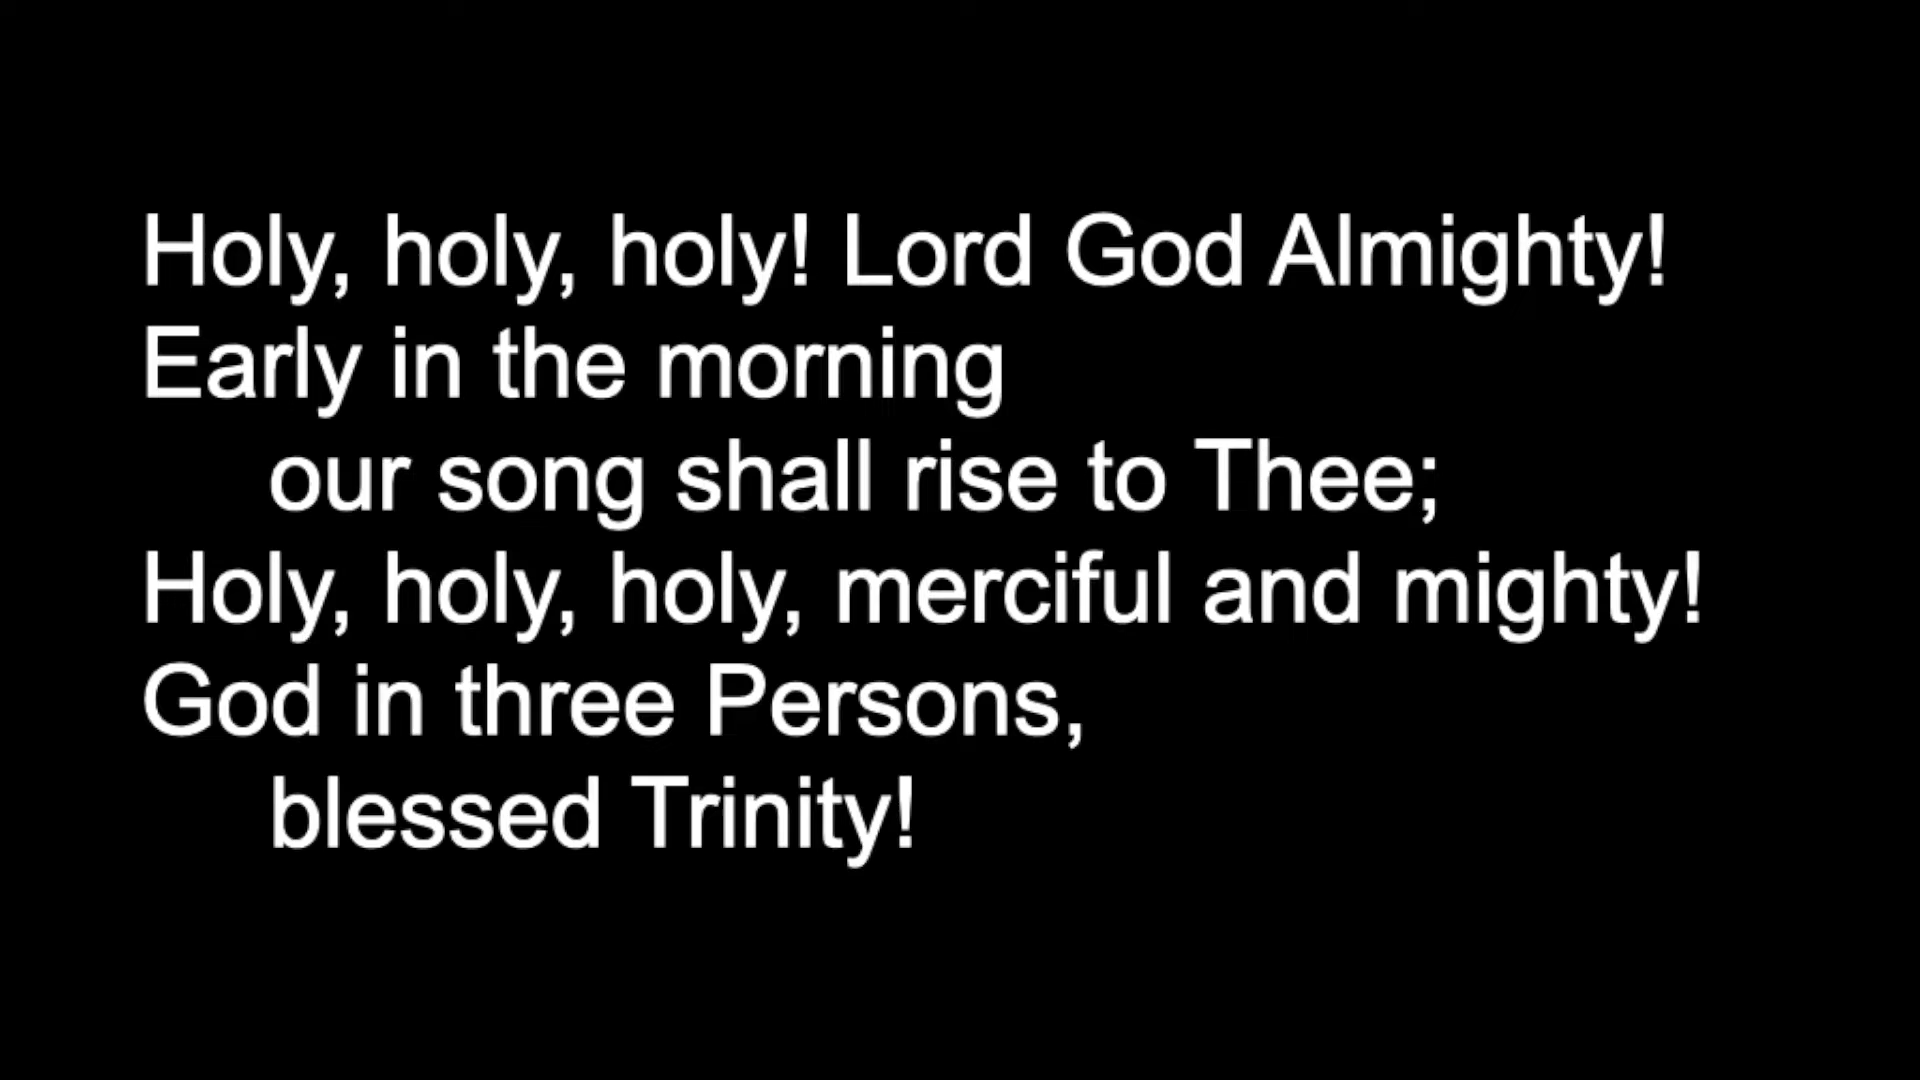 Holy, holy, holy! Lord God Almighty!
Early in the morning
our song shall rise to Thee;
Holy, holy, holy, merciful and mighty!
God in three Persons,
blessed Trinity!